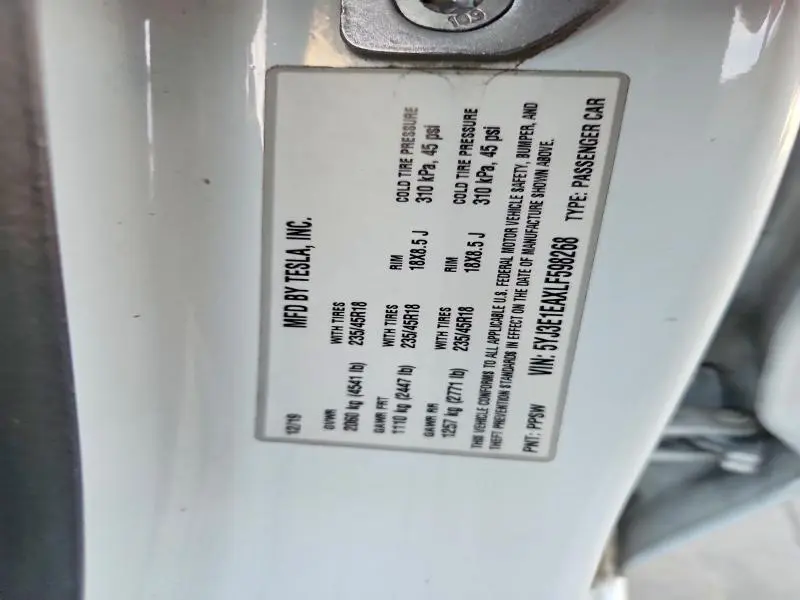 109
MFD BY TESLA, INC.
12/19
GVWR WITH TIRES
2060 kg (4541 lb) 235/45R18
GAWR FRT WITH TIRES RIM COLD TIRE PRESSURE
1110 kg (2447 lb) 235/45R18 18X8.5 J 310 kPa, 45 psi
GAWR RR WITH TIRES RIM COLD TIRE PRESSURE
1257 kg (2771 lb) 235/45R18 18X8.5 J 310 kPa, 45 psi
THIS VEHICLE CONFORMS TO ALL APPLICABLE U.S. FEDERAL MOTOR VEHICLE SAFETY, BUMPER, AND
THEFT PREVENTION STANDARDS IN EFFECT ON THE DATE OF MANUFACTURE SHOWN ABOVE.
PNT: PPSW VIN: 5YJ3E1EAXLF598268 TYPE: PASSENGER CAR